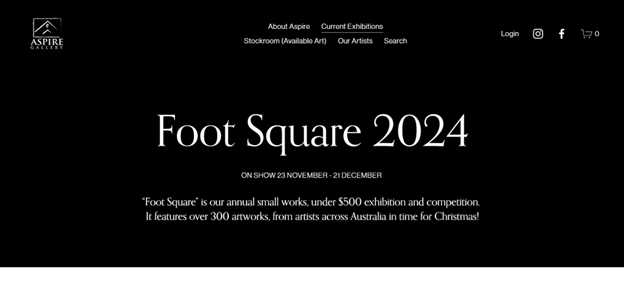 About Aspire
Current Exhibitions
Stockroom (Available Art)
Our Artists
Search
Login
0
ASPIRE
GALLERY
Foot Square 2024
ON SHOW 23 NOVEMBER - 21 DECEMBER
“Foot Square” is our annual small works, under $500 exhibition and competition.
It features over 300 artworks, from artists across Australia in time for Christmas!